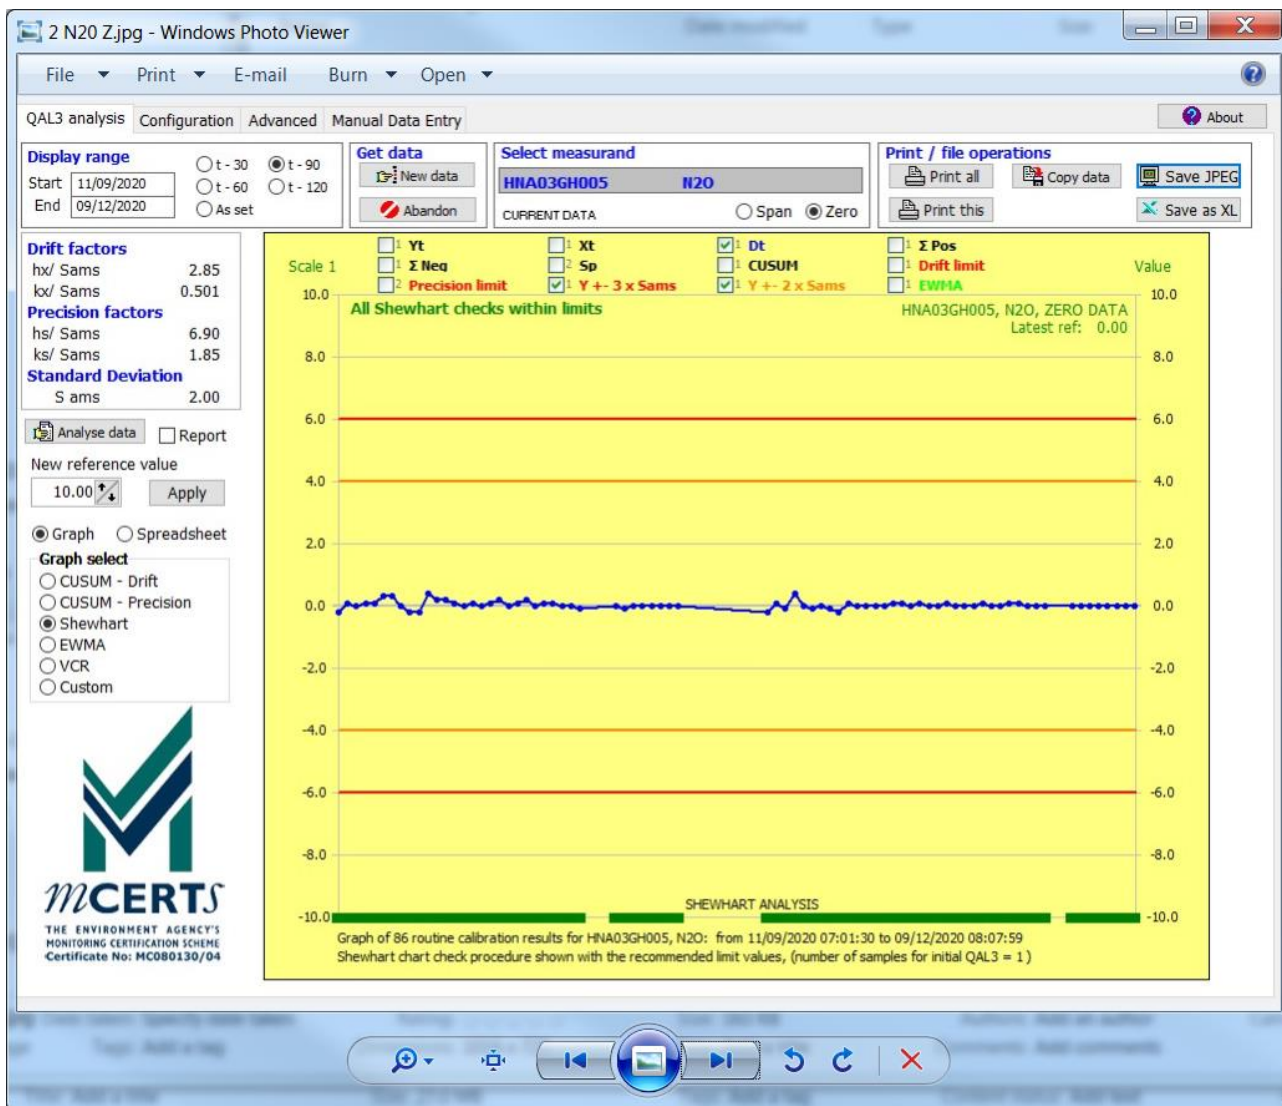 2 N20 Z.jpg - Windows Photo Viewer
File Print E-mail Burn Open
QAL3 analysis Configuration Advanced Manual Data Entry About
Display range
Start 11/09/2020
End 09/12/2020
t - 30 t - 90
t - 60 t - 120
As set
Get data
New data
Abandon
Select measurand
HNA03GH005 N2O
CURRENT DATA Span Zero
Print / file operations
Print all Copy data Save JPEG
Print this Save as XL
Drift factors
hx/ Sams 2.85
kx/ Sams 0.501
Precision factors
hs/ Sams 6.90
ks/ Sams 1.85
Standard Deviation
S ams 2.00
Analyse data Report
New reference value
10.00 Apply
Graph Spreadsheet
Graph select
CUSUM - Drift
CUSUM - Precision
Shewhart
EWMA
VCR
Custom
mCERTS
THE ENVIRONMENT AGENCY'S
MONITORING CERTIFICATION SCHEME
Certificate No: MC080130/04
1 Yt 1 Xt 1 Dt 1 Σ Pos
Scale 1 1 Σ Neg 2 Sp 1 CUSUM 1 Drift limit Value
2 Precision limit 1 Y +- 3 x Sams 1 Y +- 2 x Sams 1 EWMA
10.0 10.0
All Shewhart checks within limits HNA03GH005, N2O, ZERO DATA
Latest ref: 0.00
8.0 8.0
6.0 6.0
4.0 4.0
2.0 2.0
0.0 0.0
-2.0 -2.0
-4.0 -4.0
-6.0 -6.0
-8.0 -8.0
SHEWHART ANALYSIS
-10.0 -10.0
Graph of 86 routine calibration results for HNA03GH005, N2O: from 11/09/2020 07:01:30 to 09/12/2020 08:07:59
Shewhart chart check procedure shown with the recommended limit values, (number of samples for initial QAL3 = 1 )